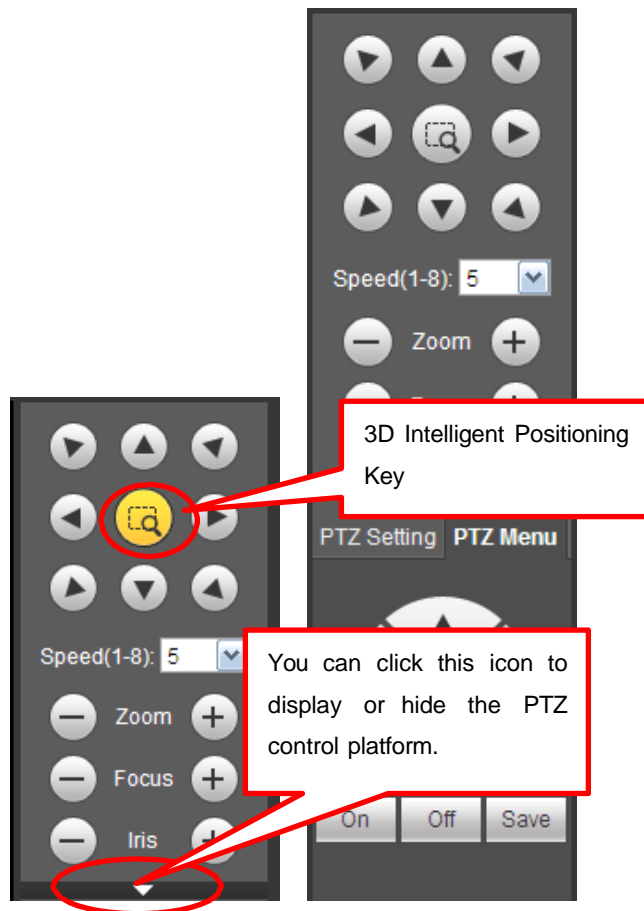 Speed(1-8): 5
Zoom
3D Intelligent Positioning
Key
PTZ Setting PTZ Menu
Speed(1-8): 5
You can click this icon to
display or hide the PTZ
control platform.
Zoom
Focus
Iris
On Off Save